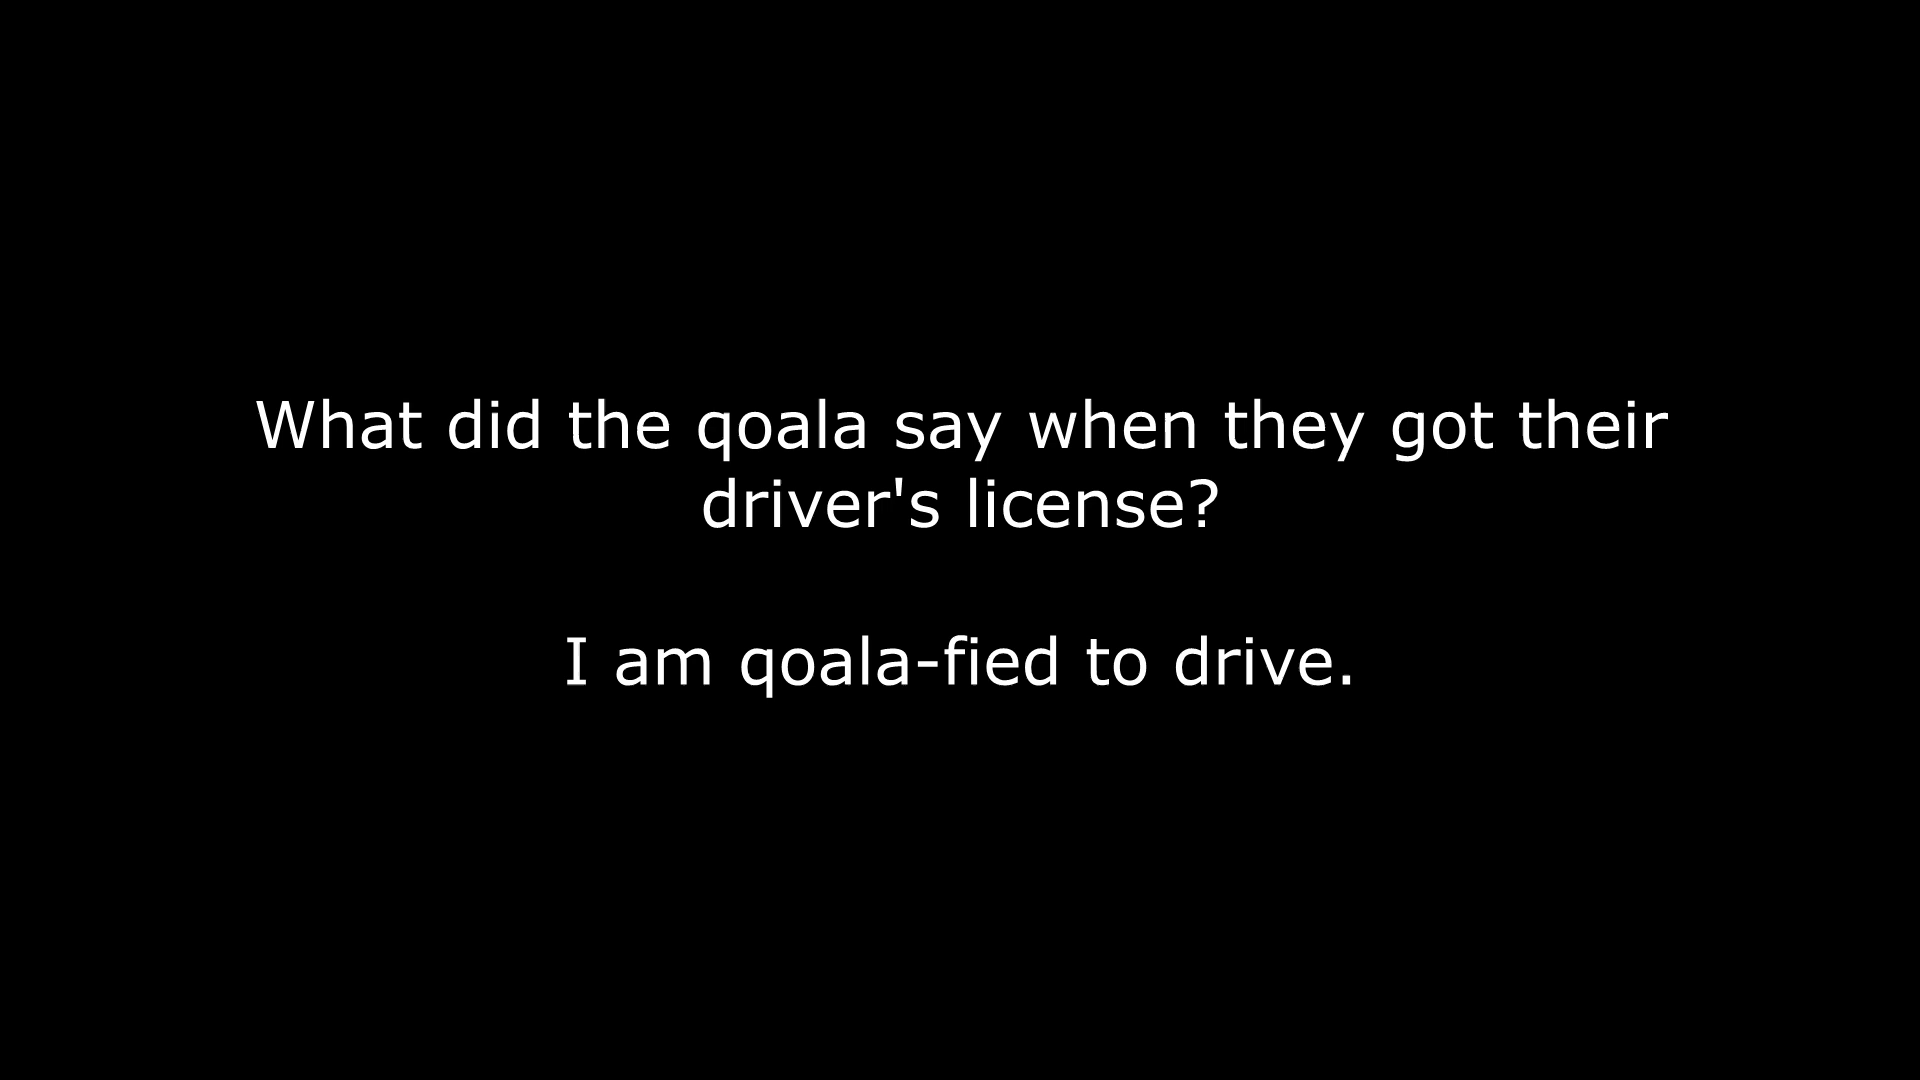 What did the qoala say when they got their
driver's license?
I am qoala-fied to drive.